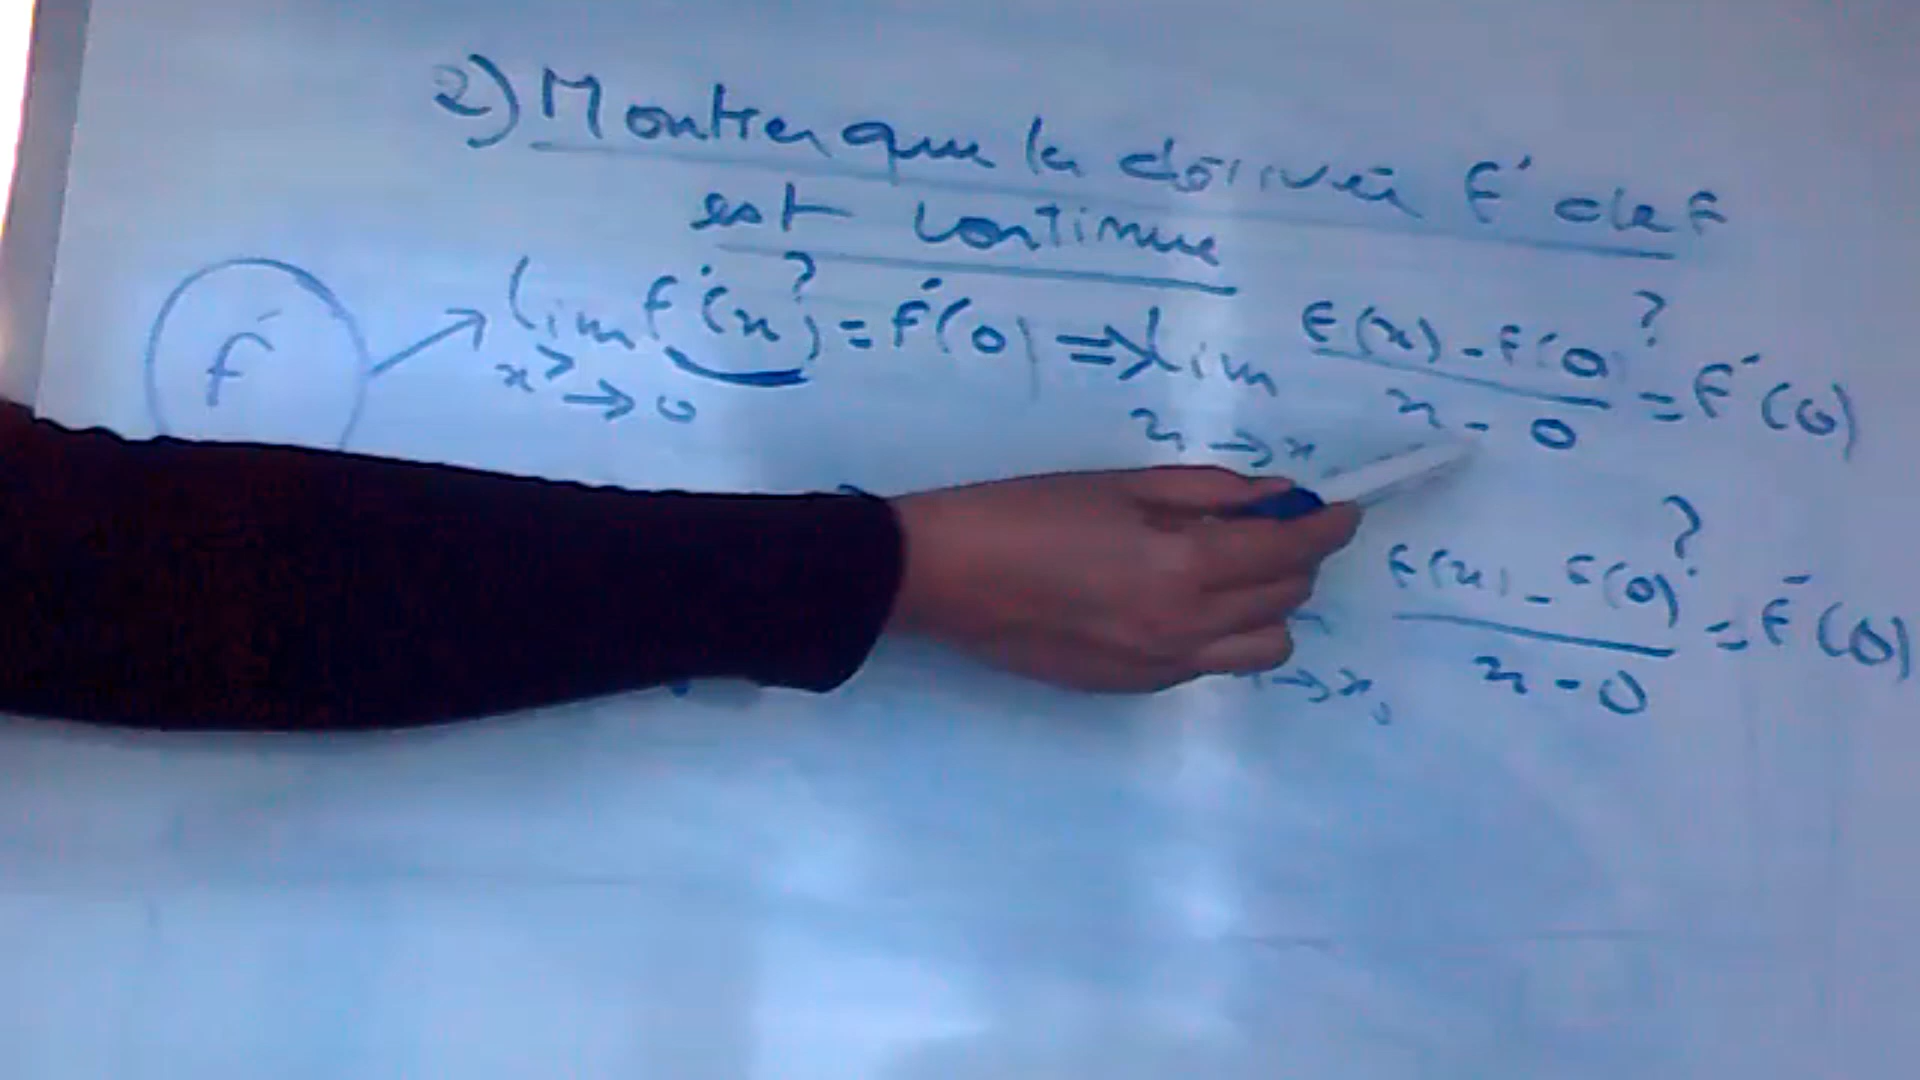 2) Montrer que la dérivée f' de f
est continue
f' → lim f'(x) ?= f'(0) ⇒ lim f(x) - f(0) / x - 0 ?= f'(0)
x > → 0 x → x
f(x) - f(0) / x - 0 ?= f'(0)
→ x₀